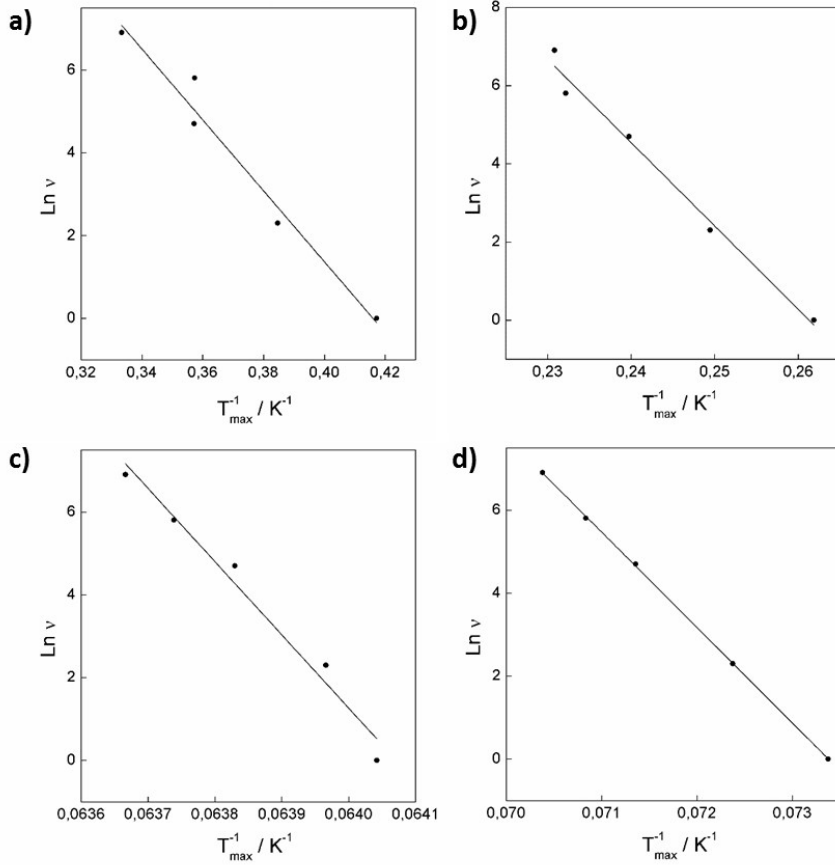 a)
6
4
2
0
Ln ν
0,32 0,34 0,36 0,38 0,40 0,42
T⁻¹max / K⁻¹
b)
8
6
4
2
0
Ln ν
0,23 0,24 0,25 0,26
T⁻¹max / K⁻¹
c)
6
4
2
0
Ln ν
0,0636 0,0637 0,0638 0,0639 0,0640 0,0641
T⁻¹max / K⁻¹
d)
6
4
2
0
Ln ν
0,070 0,071 0,072 0,073
T⁻¹max / K⁻¹